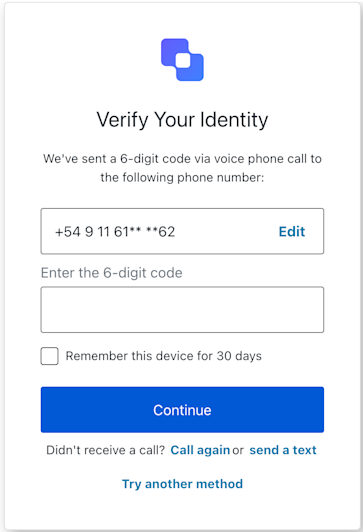 Verify Your Identity
We've sent a 6-digit code via voice phone call to
the following phone number:
+54 9 11 61** **62 Edit
Enter the 6-digit code
Remember this device for 30 days
Continue
Didn't receive a call? Call again or send a text
Try another method